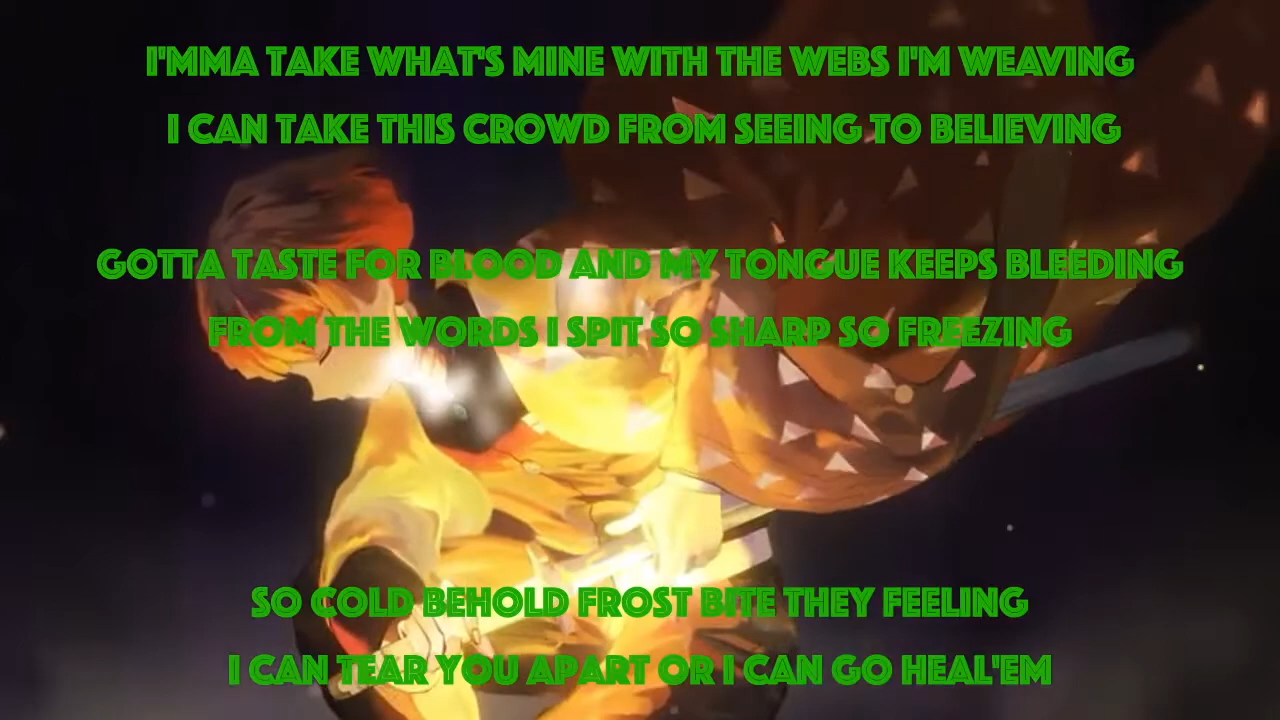 I'MMA TAKE WHAT'S MINE WITH THE WEBS I'M WEAVING
I CAN TAKE THIS CROWD FROM SEEING TO BELIEVING
GOTTA TASTE FOR BLOOD AND MY TONGUE KEEPS BLEEDING
FROM THE WORDS I SPIT SO SHARP SO FREEZING
SO COLD BEHOLD FROST BITE THEY FEELING
I CAN TEAR YOU APART OR I CAN GO HEAL'EM